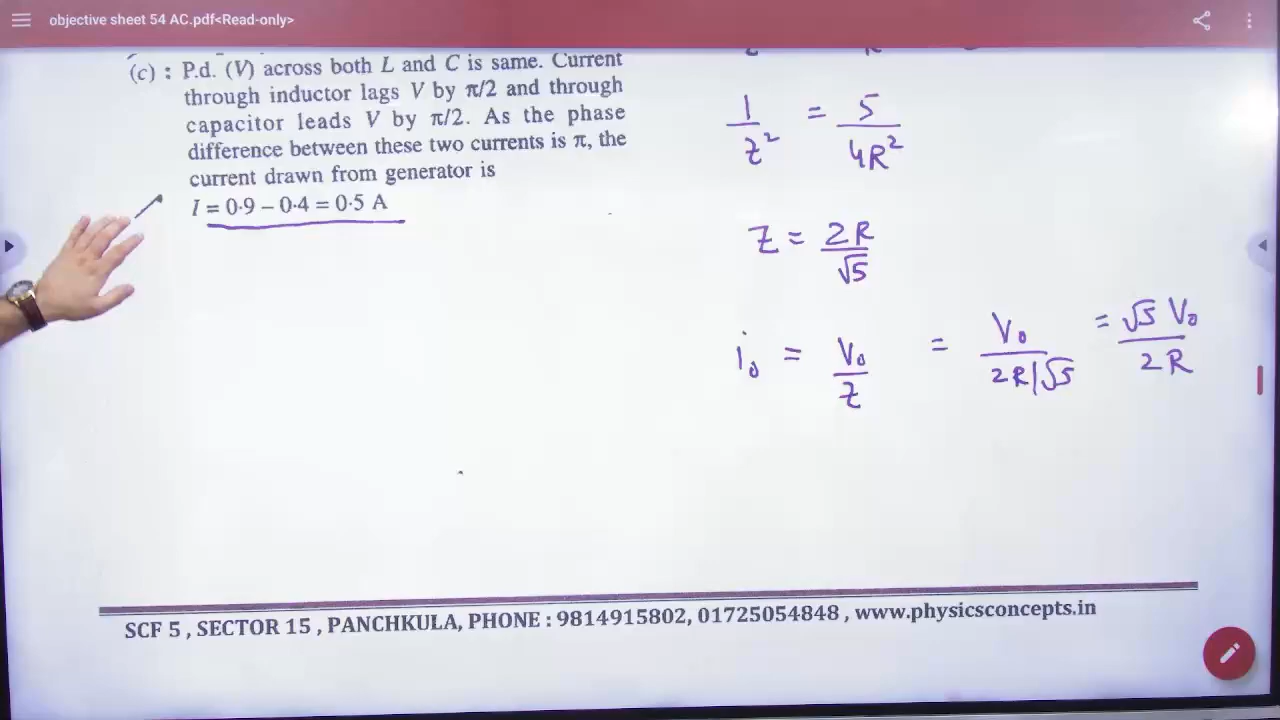 objective sheet 54 AC.pdf<Read-only>
(c) : P.d. (V) across both L and C is same. Current
through inductor lags V by π/2 and through
capacitor leads V by π/2. As the phase
difference between these two currents is π, the
current drawn from generator is
I = 0·9 – 0·4 = 0·5 A
1/z² = 5/4R²
z = 2R/√5
i₀ = V₀/z = V₀/2R/√5 = √5 V₀/2R
SCF 5 , SECTOR 15 , PANCHKULA, PHONE : 9814915802, 01725054848 , www.physicsconcepts.in